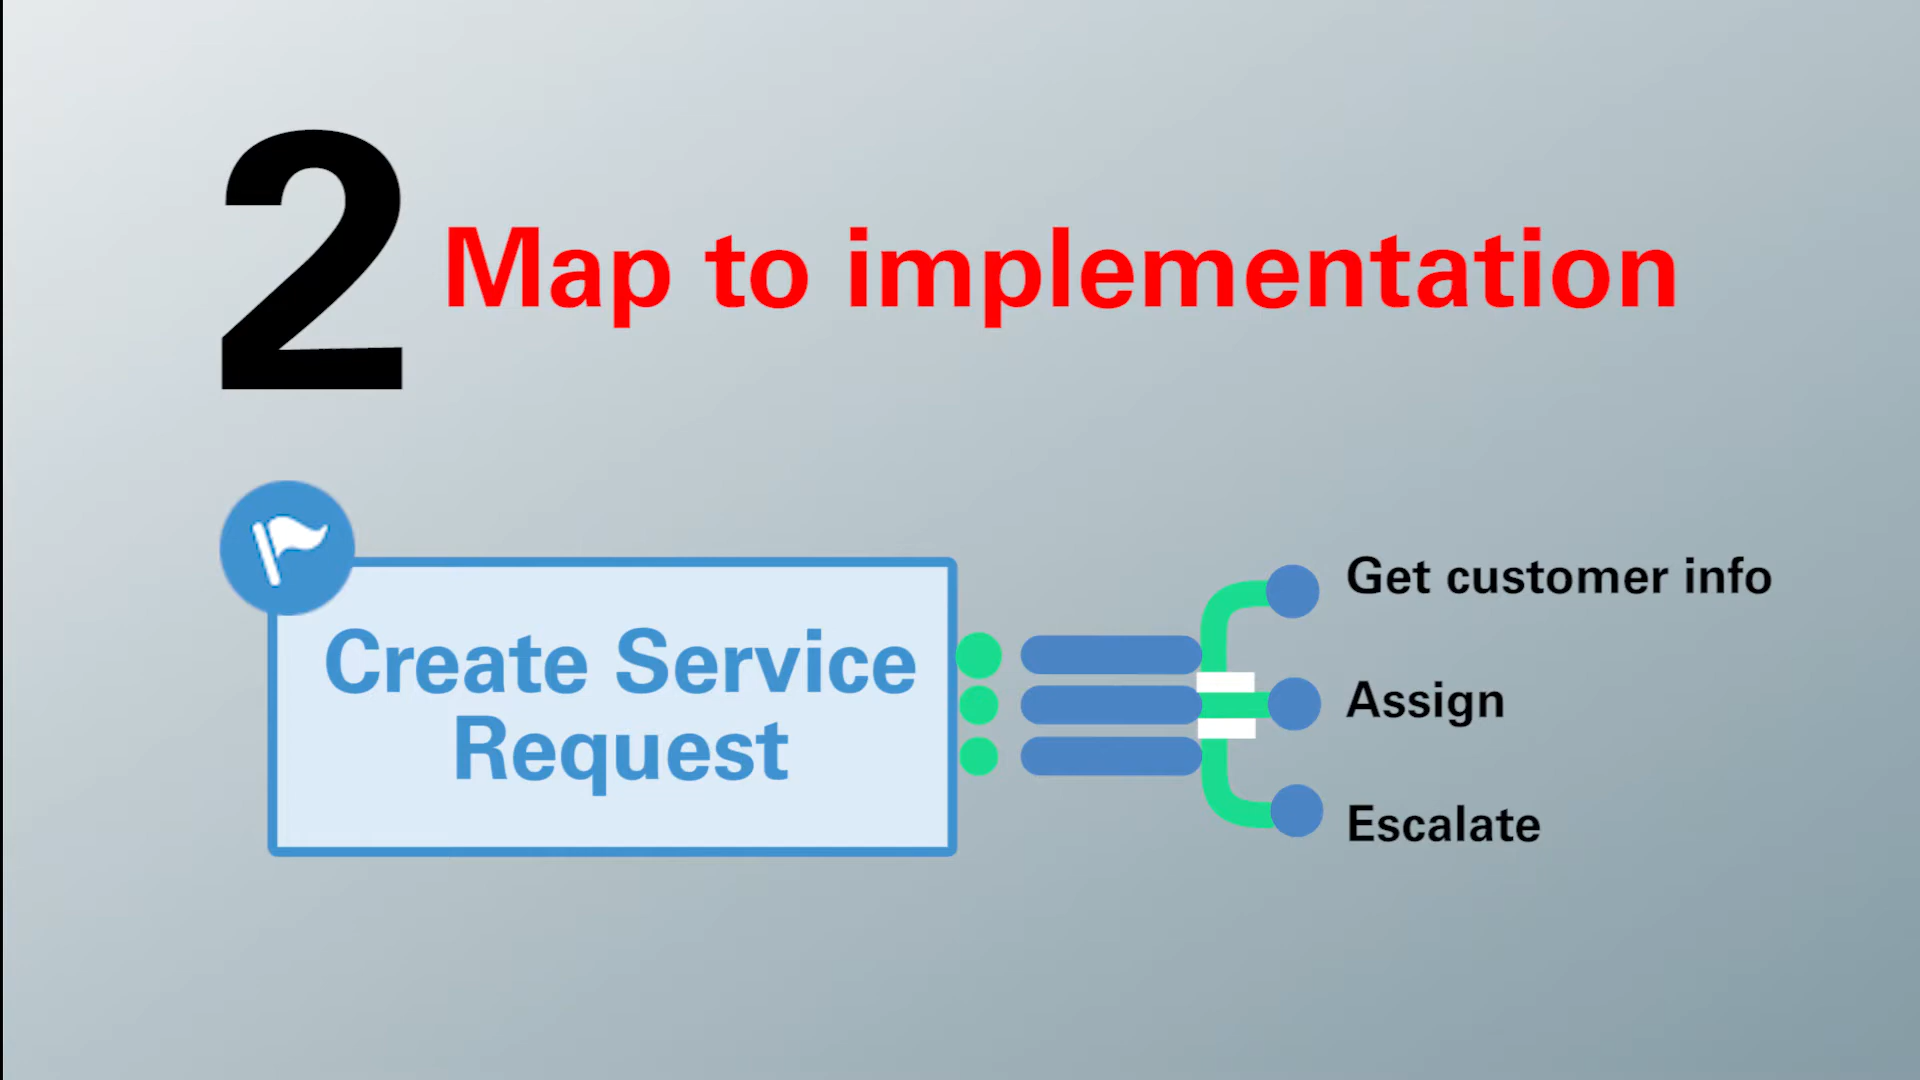 2
Map to implementation
Create Service
Request
Get customer info
Assign
Escalate